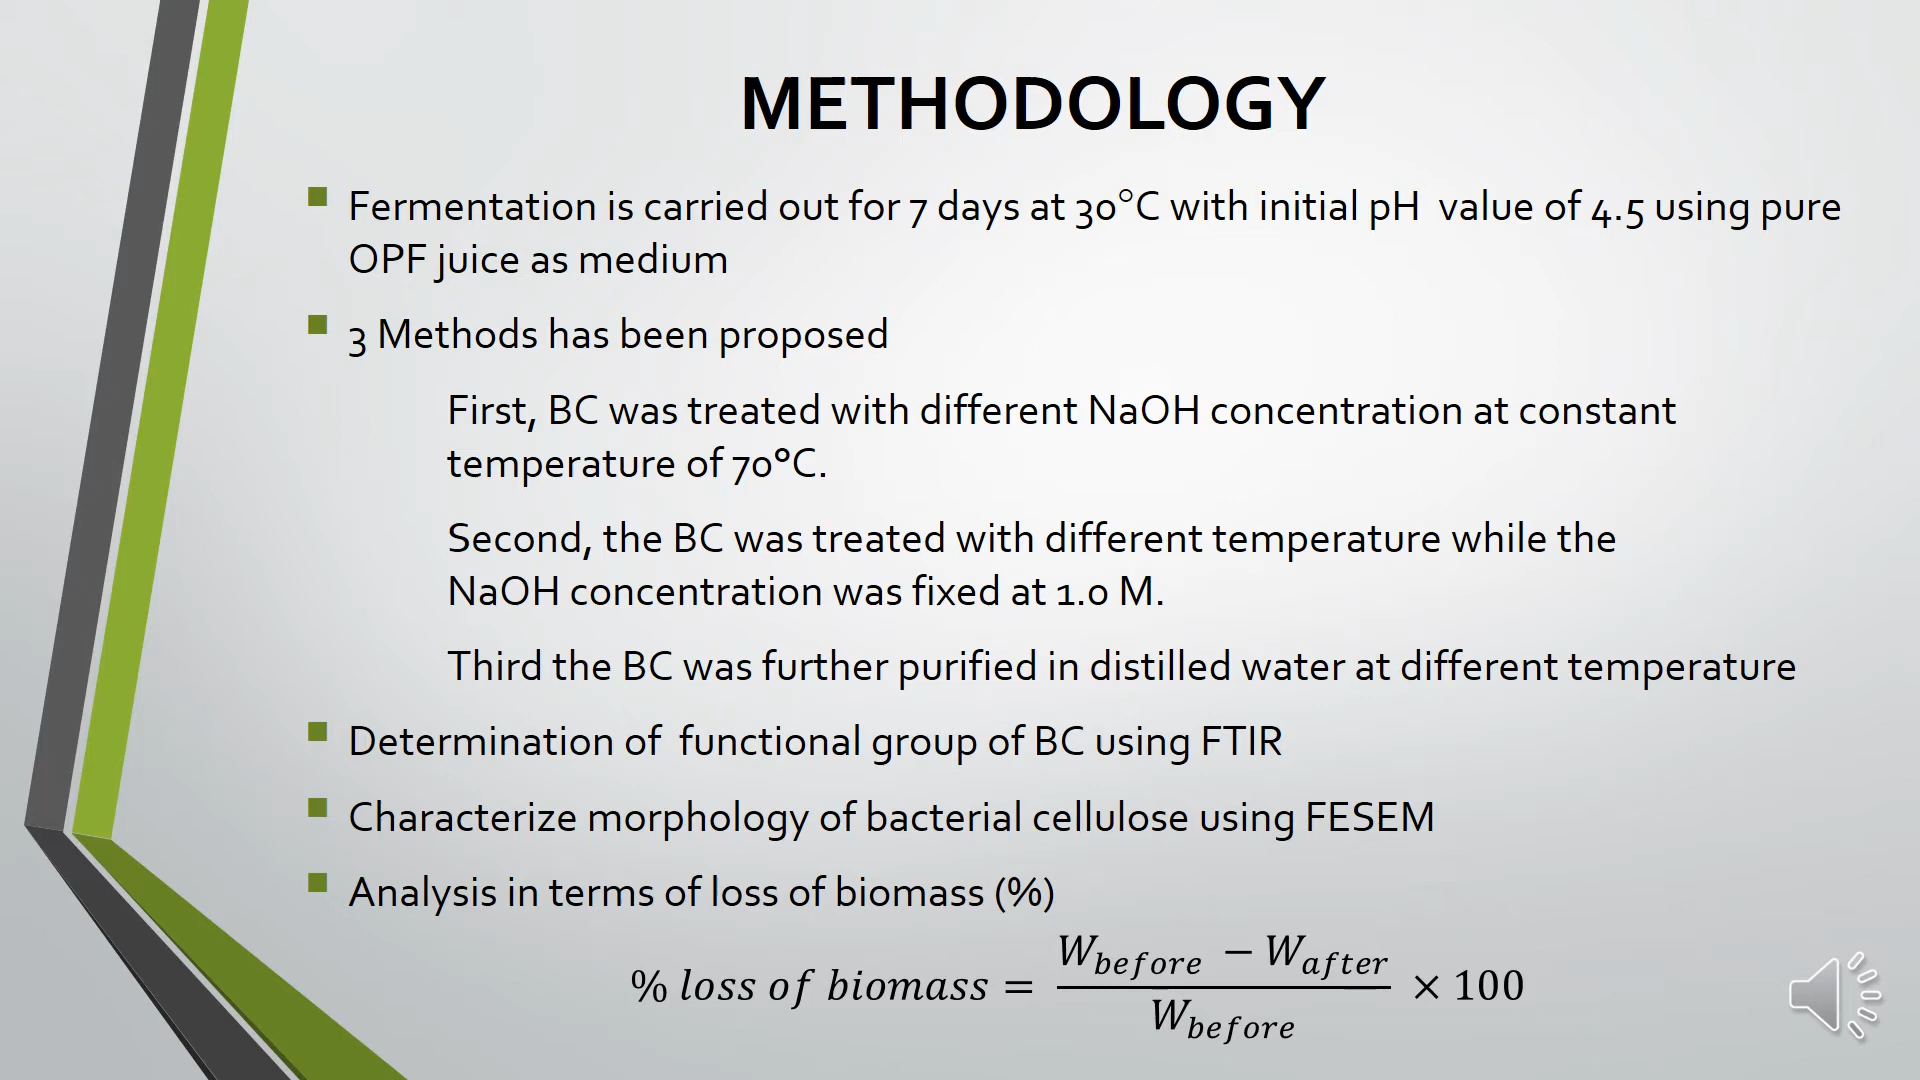 METHODOLOGY
Fermentation is carried out for 7 days at 30°C with initial pH value of 4.5 using pure
OPF juice as medium
3 Methods has been proposed
First, BC was treated with different NaOH concentration at constant
temperature of 70°C.
Second, the BC was treated with different temperature while the
NaOH concentration was fixed at 1.0 M.
Third the BC was further purified in distilled water at different temperature
Determination of functional group of BC using FTIR
Characterize morphology of bacterial cellulose using FESEM
Analysis in terms of loss of biomass (%)
% loss of biomass = (W_before − W_after) / W_before × 100